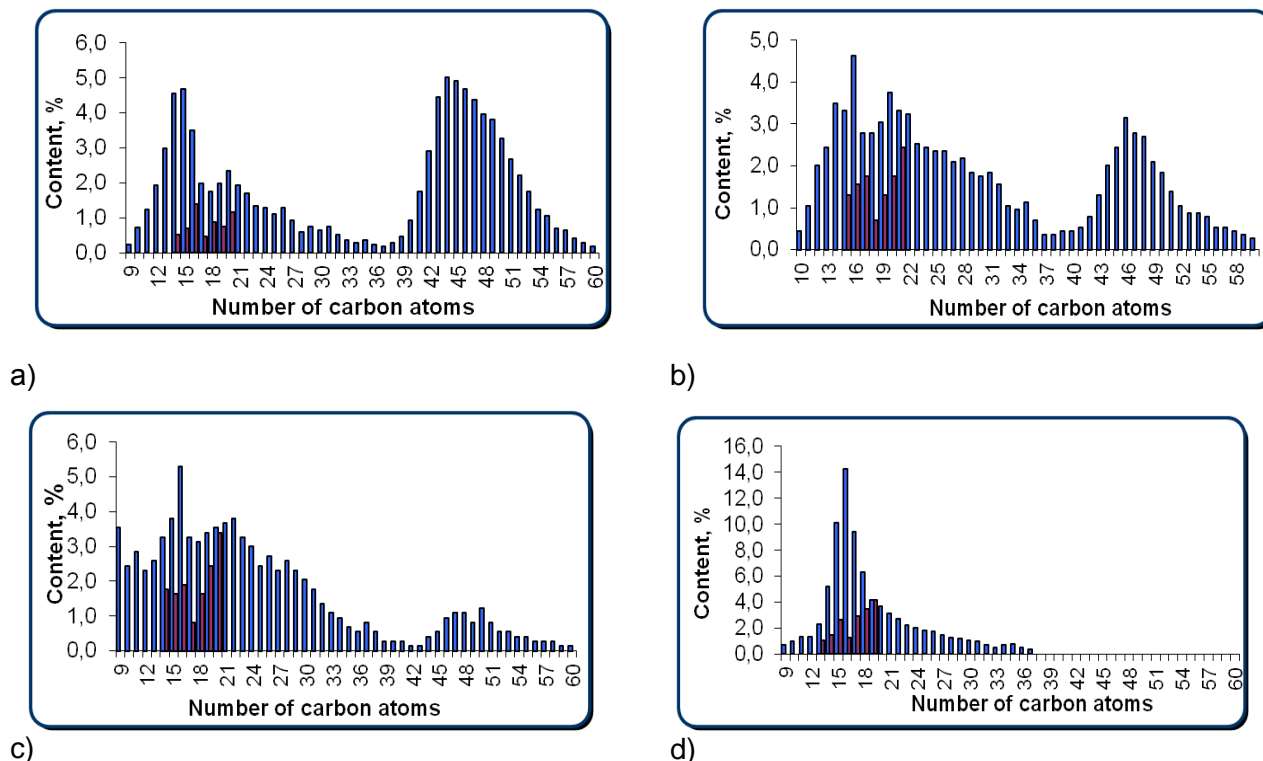 6,0
5,0
4,0
3,0
2,0
1,0
0,0
Content, %
9 12 15 18 21 24 27 30 33 36 39 42 45 48 51 54 57 60
Number of carbon atoms
a)
5,0
4,0
3,0
2,0
1,0
0,0
Content, %
10 13 16 19 22 25 28 31 34 37 40 43 46 49 52 55 58
Number of carbon atoms
b)
6,0
5,0
4,0
3,0
2,0
1,0
0,0
Content, %
9 12 15 18 21 24 27 30 33 36 39 42 45 48 51 54 57 60
Number of carbon atoms
c)
16,0
14,0
12,0
10,0
8,0
6,0
4,0
2,0
0,0
Content, %
9 12 15 18 21 24 27 30 33 36 39 42 45 48 51 54 57 60
Number of carbon atoms
d)